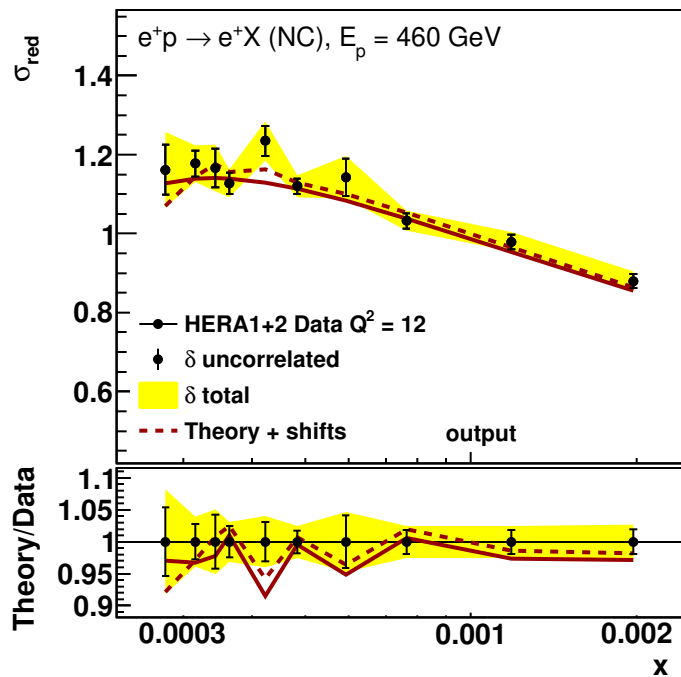 e⁺p → e⁺X (NC), E_p = 460 GeV
σ_red
1.4
1.2
1
0.8
0.6
HERA1+2 Data Q² = 12
δ uncorrelated
δ total
Theory + shifts
output
Theory/Data
1.1
1.05
1
0.95
0.9
0.0003
0.001
0.002
x